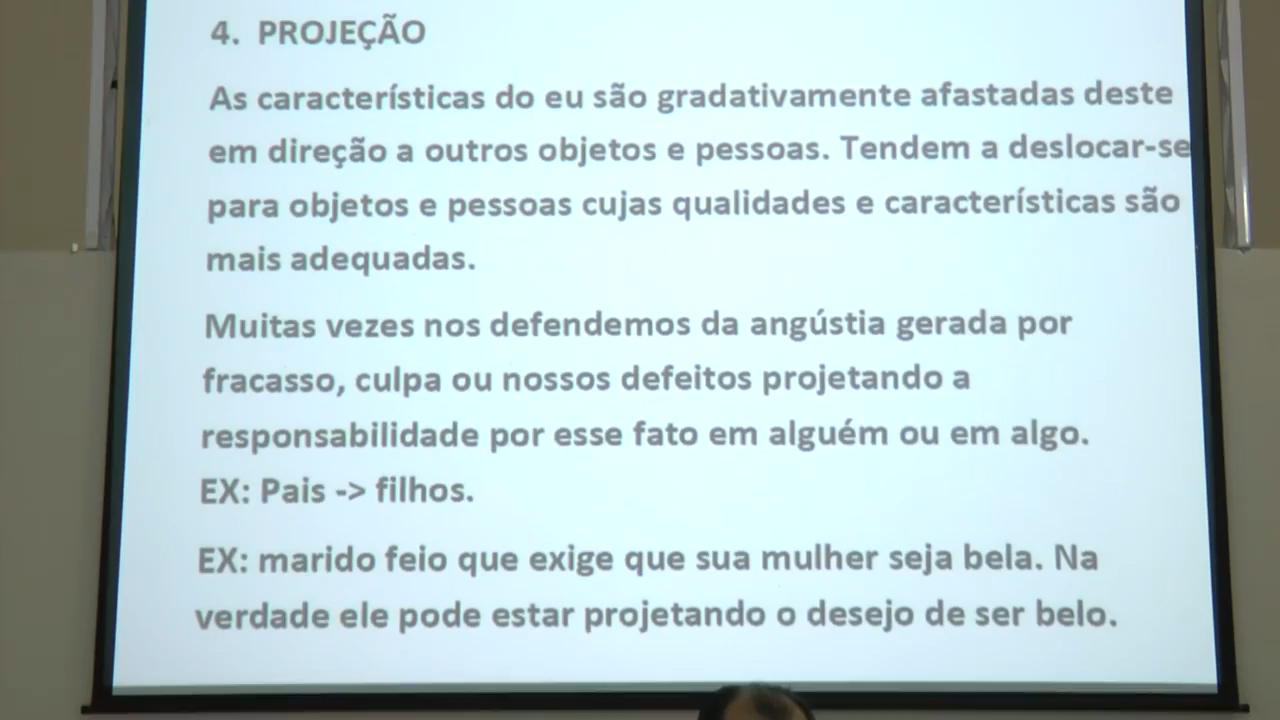 4. PROJEÇÃO
As características do eu são gradativamente afastadas deste
em direção a outros objetos e pessoas. Tendem a deslocar-se
para objetos e pessoas cujas qualidades e características são
mais adequadas.
Muitas vezes nos defendemos da angústia gerada por
fracasso, culpa ou nossos defeitos projetando a
responsabilidade por esse fato em alguém ou em algo.
EX: Pais -> filhos.
EX: marido feio que exige que sua mulher seja bela. Na
verdade ele pode estar projetando o desejo de ser belo.